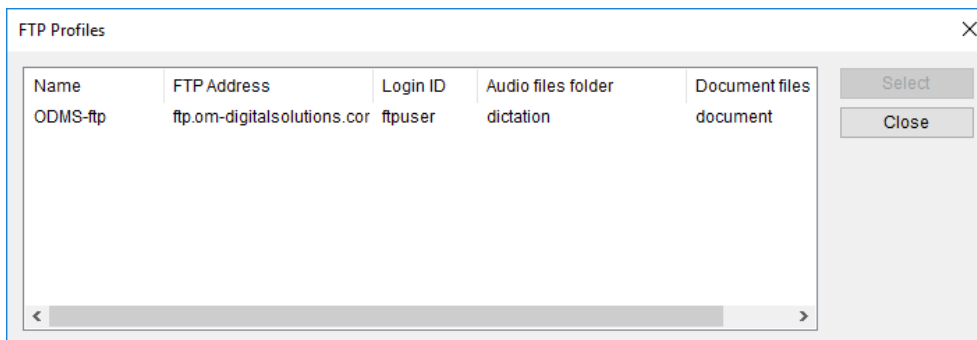 FTP Profiles
Name FTP Address Login ID Audio files folder Document files Select
ODMS-ftp ftp.om-digitalsolutions.cor ftpuser dictation document Close